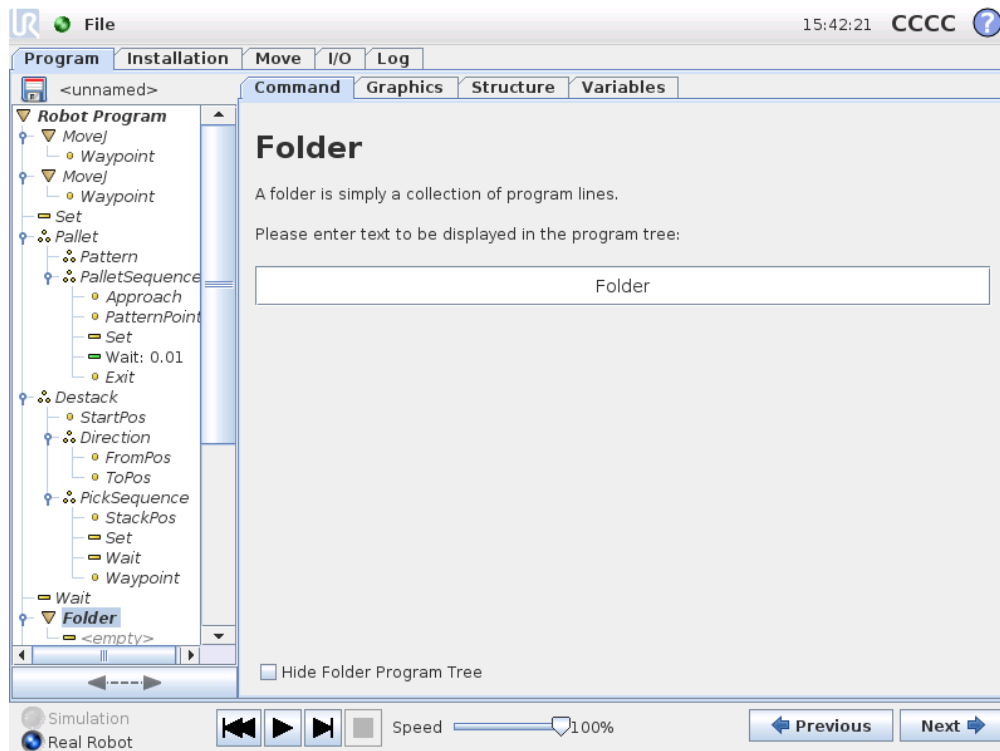 UR File 15:42:21 CCCC ?
Program Installation Move I/O Log
<unnamed> Command Graphics Structure Variables
Robot Program
MoveJ
Waypoint
MoveJ
Waypoint
Set
Pallet
Pattern
PalletSequence
Approach
PatternPoint
Set
Wait: 0.01
Exit
Destack
StartPos
Direction
FromPos
ToPos
PickSequence
StackPos
Set
Wait
Waypoint
Wait
Folder
<empty>
Folder
A folder is simply a collection of program lines.
Please enter text to be displayed in the program tree:
Folder
Hide Folder Program Tree
Simulation
Real Robot
Speed 100%
Previous Next